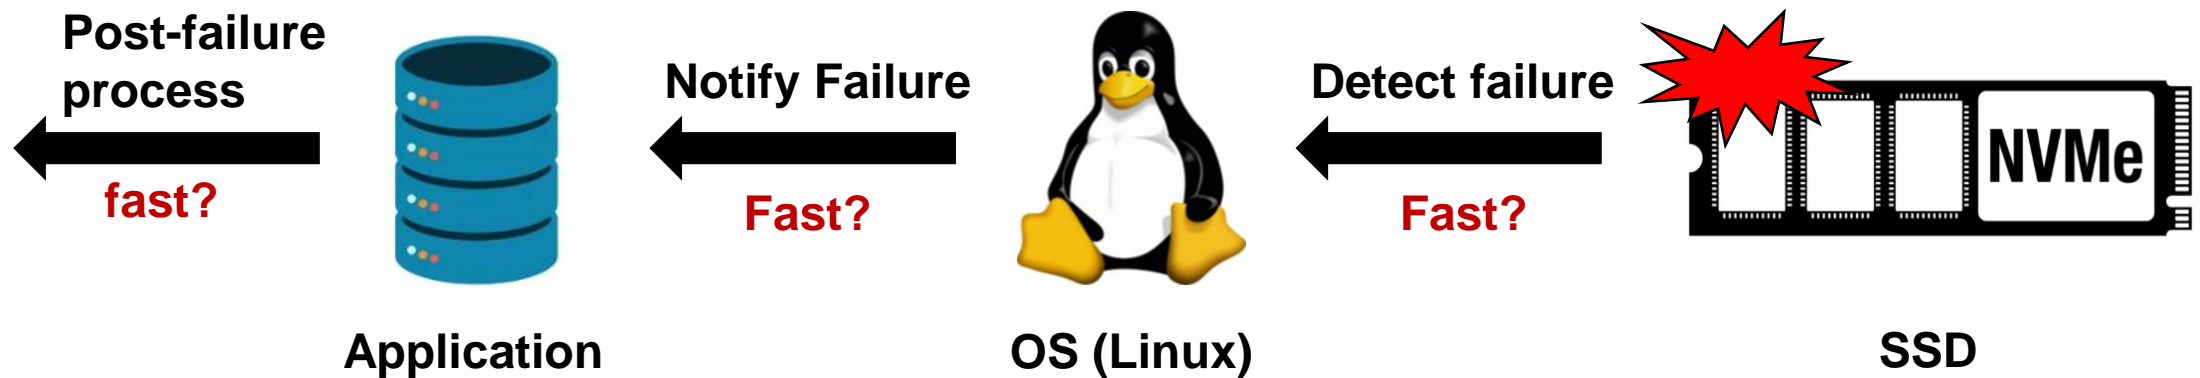 Post-failure
process
fast?
Application
Notify Failure
Fast?
OS (Linux)
Detect failure
Fast?
NVMe
SSD